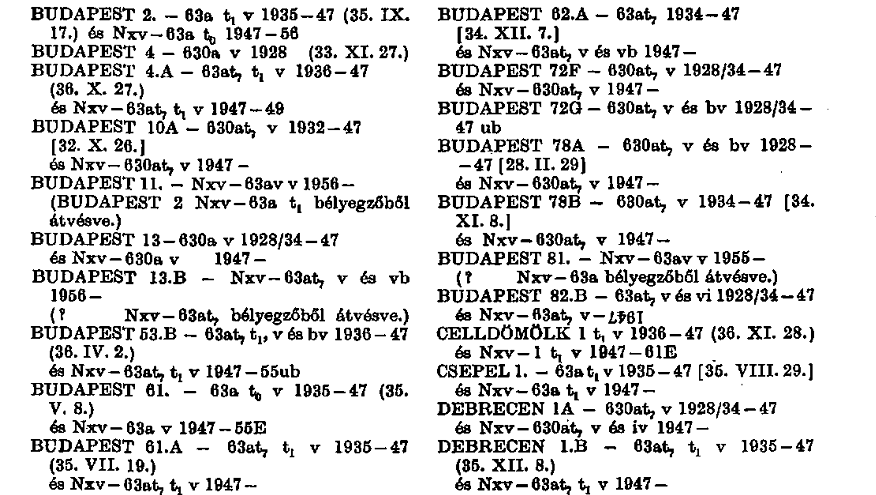 BUDAPEST 2. – 63a t₁ v 1935–47 (35. IX.
17.) és Nxv–63a t₀ 1947–56
BUDAPEST 4 – 630a v 1928 (33. XI. 27.)
BUDAPEST 4.A – 63at₇ t₁ v 1936–47
(36. X. 27.)
és Nxv–63at₇ t₁ v 1947–49
BUDAPEST 10A – 630at₇ v 1932–47
[32. X. 26.]
és Nxv–630at₇ v 1947–
BUDAPEST 11. – Nxv–63av v 1956–
(BUDAPEST 2 Nxv–63a t₁ bélyegzőből
átvésve.)
BUDAPEST 13–630a v 1928/34–47
és Nxv–630a v 1947–
BUDAPEST 13.B – Nxv–63at₇ v és vb
1956–
(? Nxv–63at₇ bélyegzőből átvésve.)
BUDAPEST 53.B – 63at₇ t₁, v és bv 1936–47
(36. IV. 2.)
és Nxv–63at₇ t₁ v 1947–55ub
BUDAPEST 61. – 63a t₀ v 1935–47 (35.
V. 8.)
és Nxv–63a v 1947–55E
BUDAPEST 61.A – 63at₇ t₁ v 1935–47
(35. VII. 19.)
és Nxv–63at₇ t₁ v 1947–
BUDAPEST 62.A – 63at₇ 1934–47
[34. XII. 7.]
és Nxv–63at₇ v és vb 1947–
BUDAPEST 72F – 630at₇ v 1928/34–47
és Nxv–630at₇ v 1947–
BUDAPEST 72G – 630at₇ v és bv 1928/34–
47 ub
BUDAPEST 78A – 630at₇ v és bv 1928–
–47 [28. II. 29]
és Nxv–630at₇ v 1947–
BUDAPEST 78B – 630at₇ v 1934–47 [34.
XI. 8.]
és Nxv–630at₇ v 1947–
BUDAPEST 81. – Nxv–63av v 1955–
(? Nxv–63a bélyegzőből átvésve.)
BUDAPEST 82.B – 63at₇ v és vi 1928/34–47
és Nxv–63at₇ v–1947
CELLDÖMÖLK 1 t₁ v 1936–47 (36. XI. 28.)
és Nxv–1 t₁ v 1947–61E
CSEPEL 1. – 63at₁ v 1935–47 [35. VIII. 29.]
és Nxv–63a t₁ v 1947–
DEBRECEN 1A – 630at₇ v 1928/34–47
és Nxv–630at₇ v és iv 1947–
DEBRECEN 1.B – 63at₇ t₁ v 1935–47
(35. XII. 8.)
és Nxv–63at₇ t₁ v 1947–